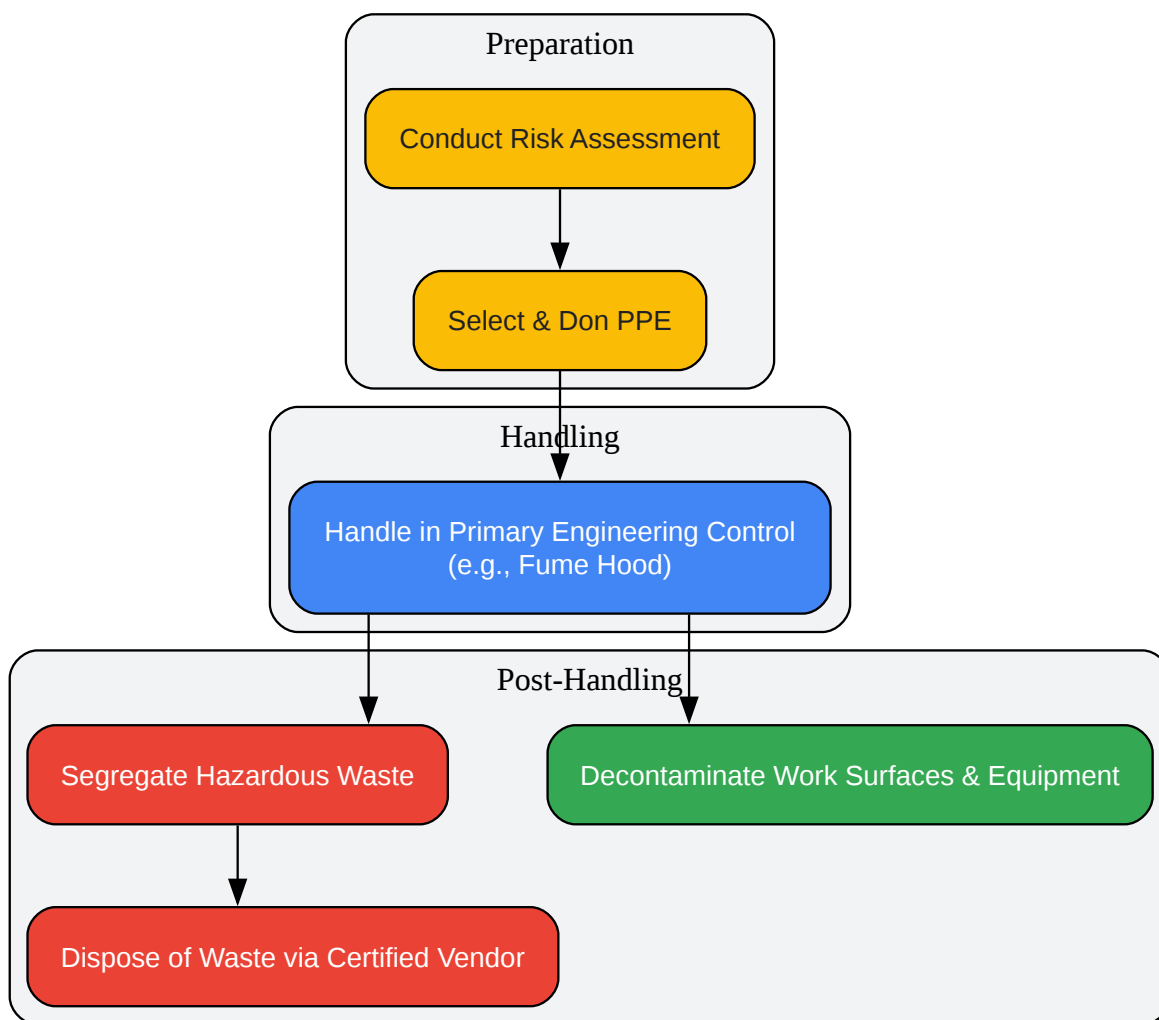 Preparation
Conduct Risk Assessment
Select & Don PPE
Handling
Handle in Primary Engineering Control
(e.g., Fume Hood)
Post-Handling
Segregate Hazardous Waste
Decontaminate Work Surfaces & Equipment
Dispose of Waste via Certified Vendor